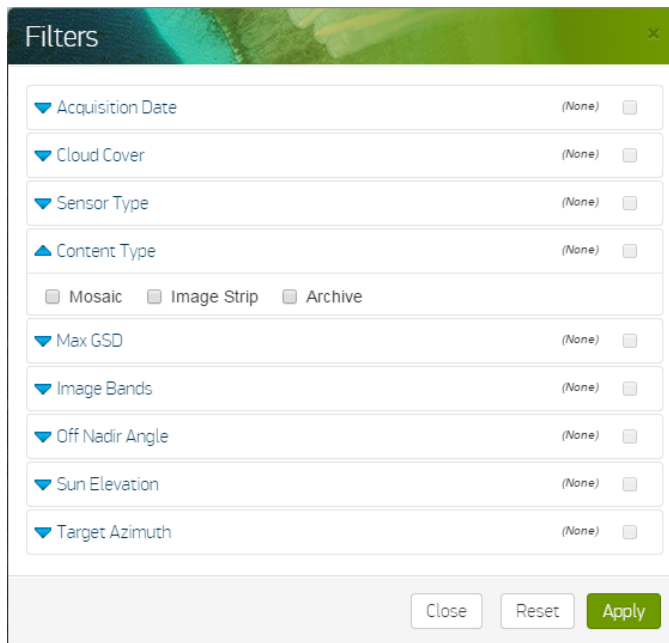 Filters ×
Acquisition Date (None)
Cloud Cover (None)
Sensor Type (None)
Content Type (None)
Mosaic Image Strip Archive
Max GSD (None)
Image Bands (None)
Off Nadir Angle (None)
Sun Elevation (None)
Target Azimuth (None)
Close Reset Apply